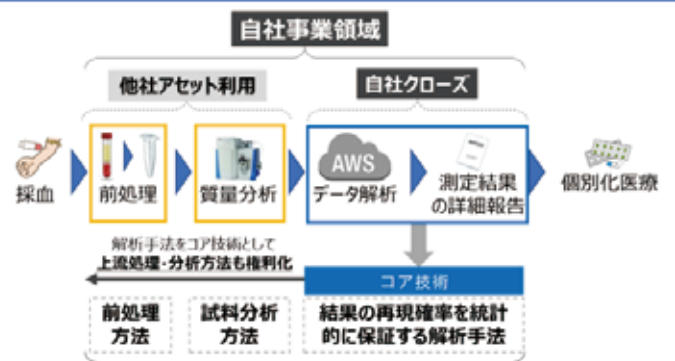 自社事業領域
他社アセット利用
自社クローズ
AWS
採血
前処理
質量分析
データ解析
測定結果
の詳細報告
個別化医療
解析手法をコア技術として
上流処理・分析方法も権利化
コア技術
前処理
方法
試料分析
方法
結果の再現確率を統計
的に保証する解析手法